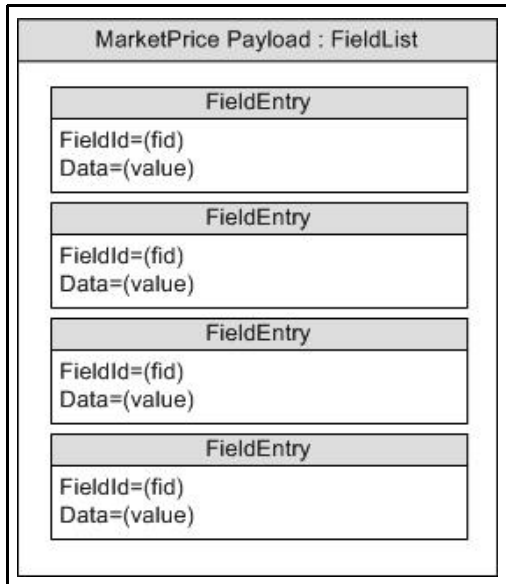 MarketPrice Payload : FieldList
FieldEntry
FieldId=(fid)
Data=(value)
FieldEntry
FieldId=(fid)
Data=(value)
FieldEntry
FieldId=(fid)
Data=(value)
FieldEntry
FieldId=(fid)
Data=(value)